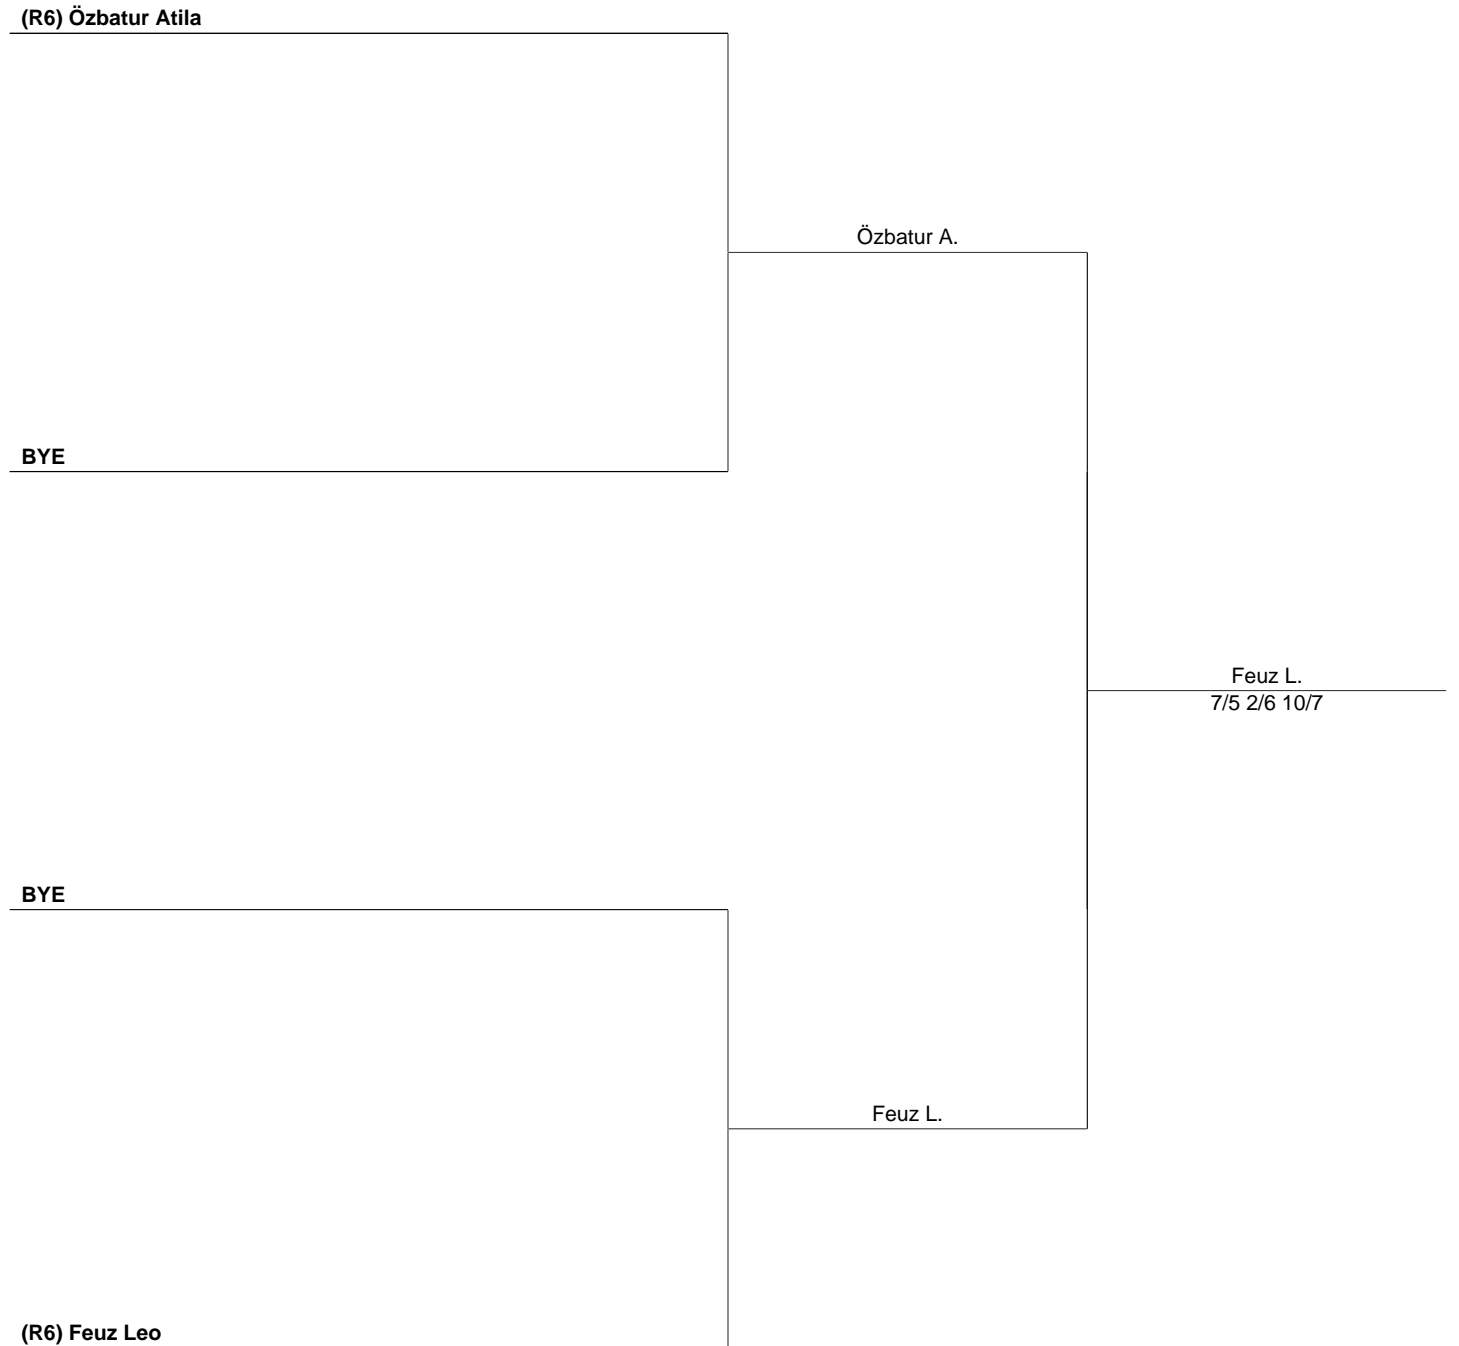 (R6) Özbatur Atila
Özbatur A.
BYE
Feuz L.
7/5 2/6 10/7
BYE
Feuz L.
(R6) Feuz Leo